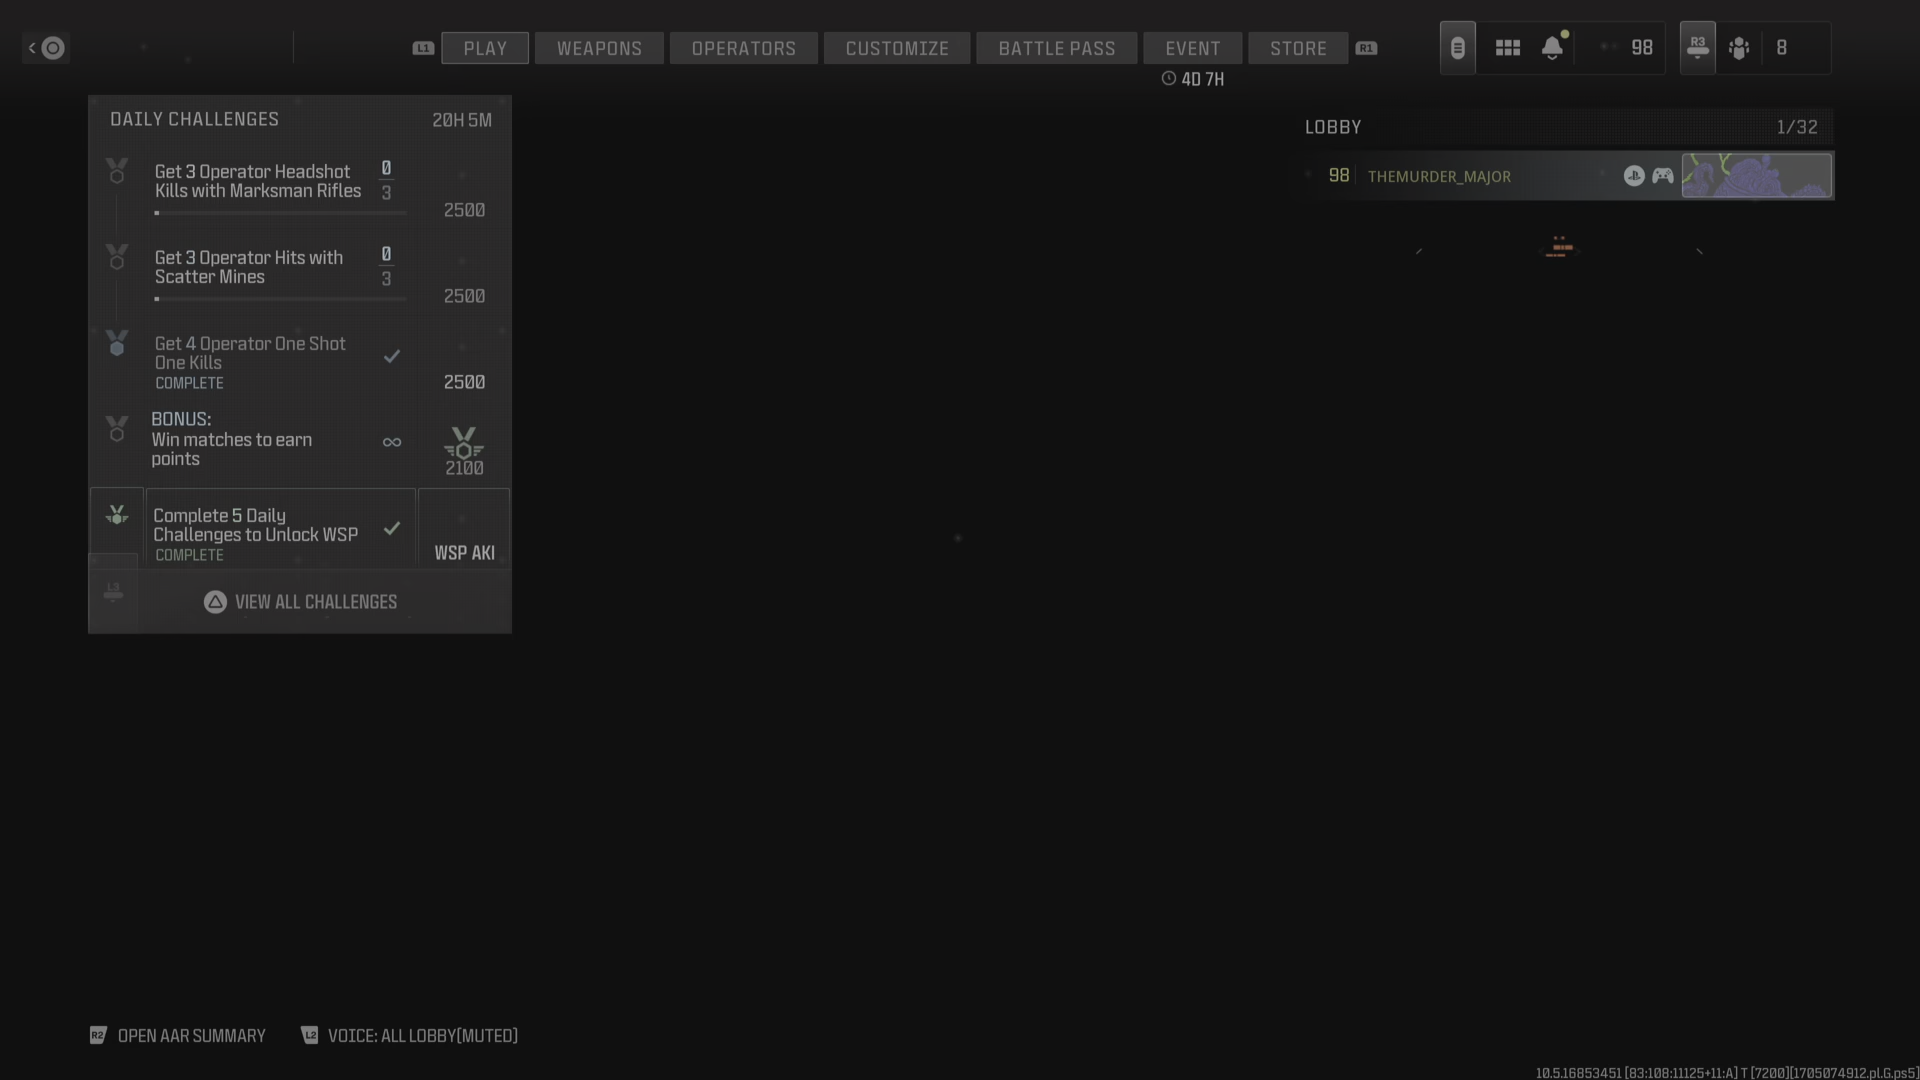 L1 PLAY WEAPONS OPERATORS CUSTOMIZE BATTLE PASS EVENT STORE R1 98 R3 8
4D 7H
DAILY CHALLENGES 20H 5M
Get 3 Operator Headshot
Kills with Marksman Rifles
0
3
2500
Get 3 Operator Hits with
Scatter Mines
0
3
2500
Get 4 Operator One Shot
One Kills
COMPLETE
2500
BONUS:
Win matches to earn
points
∞
2100
Complete 5 Daily
Challenges to Unlock WSP
COMPLETE
WSP AKI
L3
VIEW ALL CHALLENGES
LOBBY 1/32
98 THEMURDER_MAJOR
R2 OPEN AAR SUMMARY L2 VOICE: ALL LOBBY[MUTED]
10.5.16853451 [83:108:11125+11:A] T [7200][1705074912.pl.G.ps5]